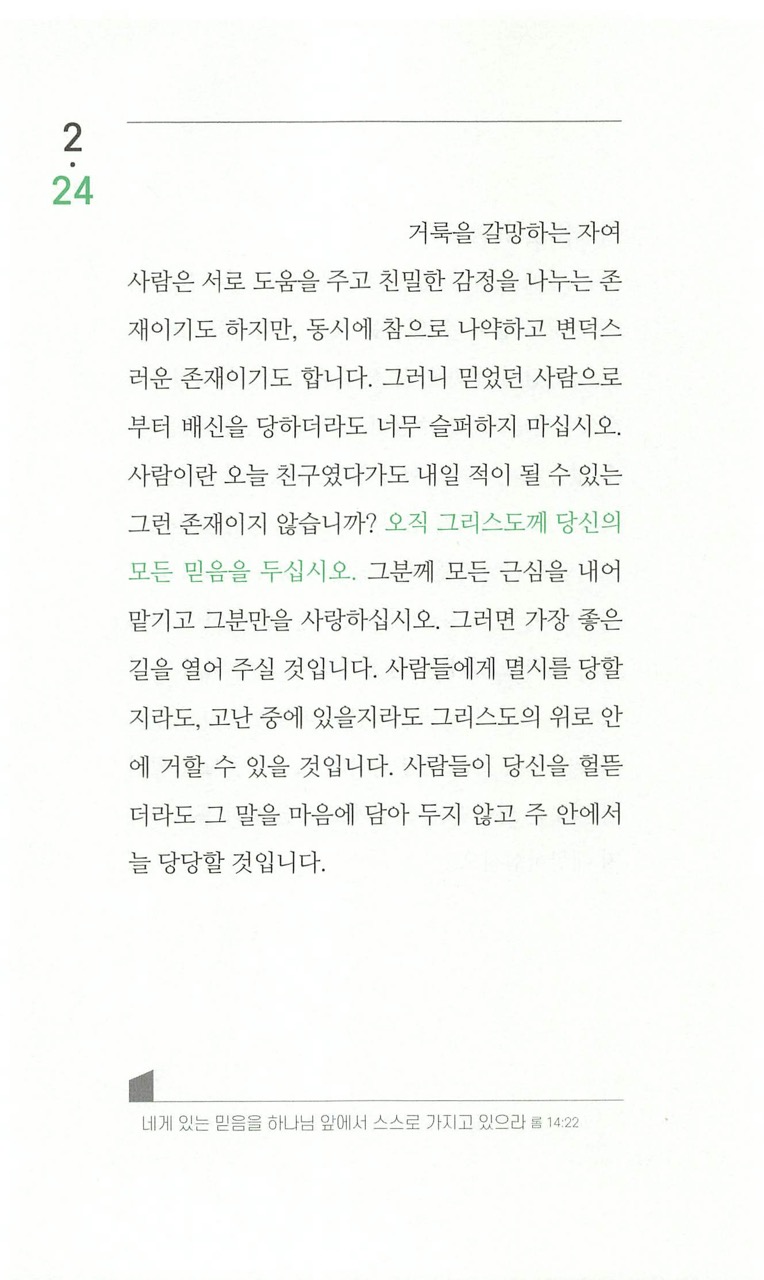 2
·
24
거룩을 갈망하는 자여
사람은 서로 도움을 주고 친밀한 감정을 나누는 존
재이기도 하지만, 동시에 참으로 나약하고 변덕스
러운 존재이기도 합니다. 그러니 믿었던 사람으로
부터 배신을 당하더라도 너무 슬퍼하지 마십시오.
사람이란 오늘 친구였다가도 내일 적이 될 수 있는
그런 존재이지 않습니까? 오직 그리스도께 당신의
모든 믿음을 두십시오. 그분께 모든 근심을 내어
맡기고 그분만을 사랑하십시오. 그러면 가장 좋은
길을 열어 주실 것입니다. 사람들에게 멸시를 당할
지라도, 고난 중에 있을지라도 그리스도의 위로 안
에 거할 수 있을 것입니다. 사람들이 당신을 헐뜯
더라도 그 말을 마음에 담아 두지 않고 주 안에서
늘 당당할 것입니다.
네게 있는 믿음을 하나님 앞에서 스스로 가지고 있으라 롬 14:22